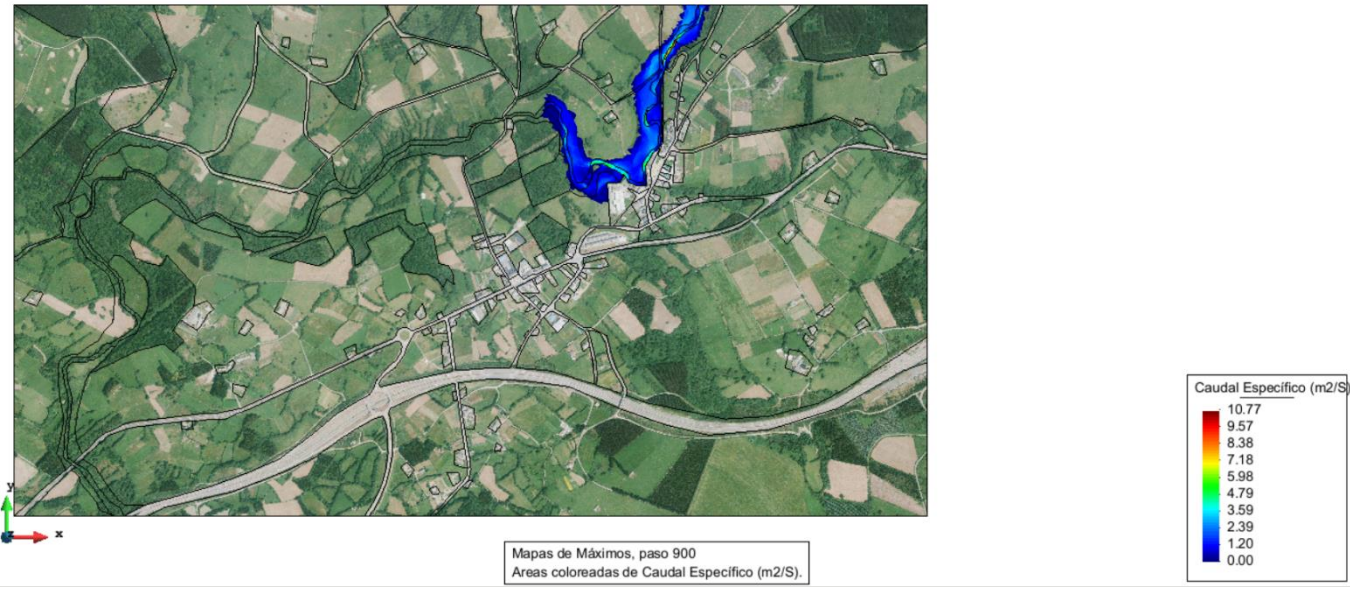 Caudal Específico (m2/S)
10.77
9.57
8.38
7.18
5.98
4.79
3.59
2.39
1.20
0.00
y
x
Mapas de Máximos, paso 900
Areas coloreadas de Caudal Específico (m2/S).